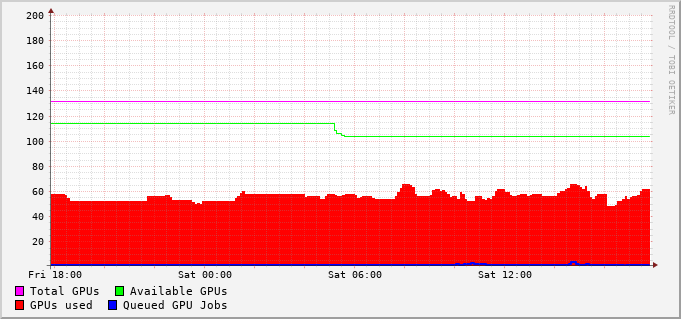 200
180
160
140
120
100
80
60
40
20
Fri 18:00 Sat 00:00 Sat 06:00 Sat 12:00
Total GPUs Available GPUs
GPUs used Queued GPU Jobs
RRDTOOL / TOBI OETIKER